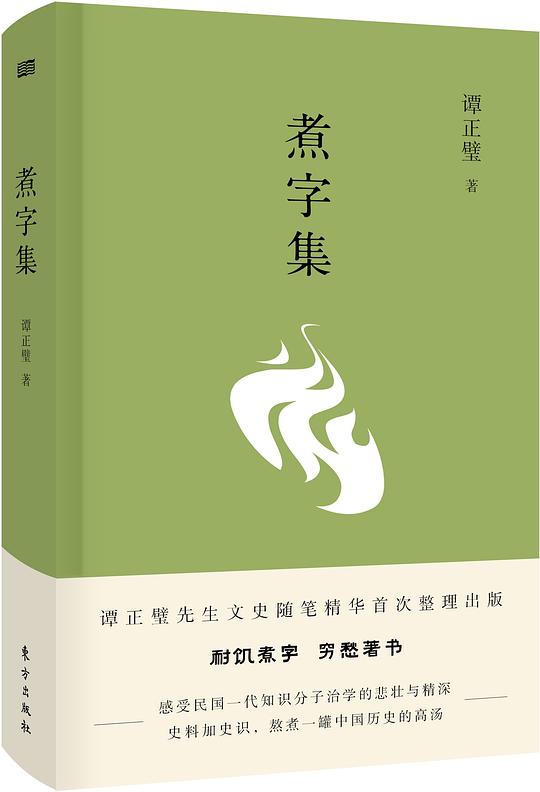 煮字集
谭正璧 著
谭正璧先生文史随笔精华首次整理出版
耐饥煮字 穷愁著书
感受民国一代知识分子治学的悲壮与精深
史料加史识，熬煮一罐中国历史的高汤
煮字集
谭正璧 著
东方出版社